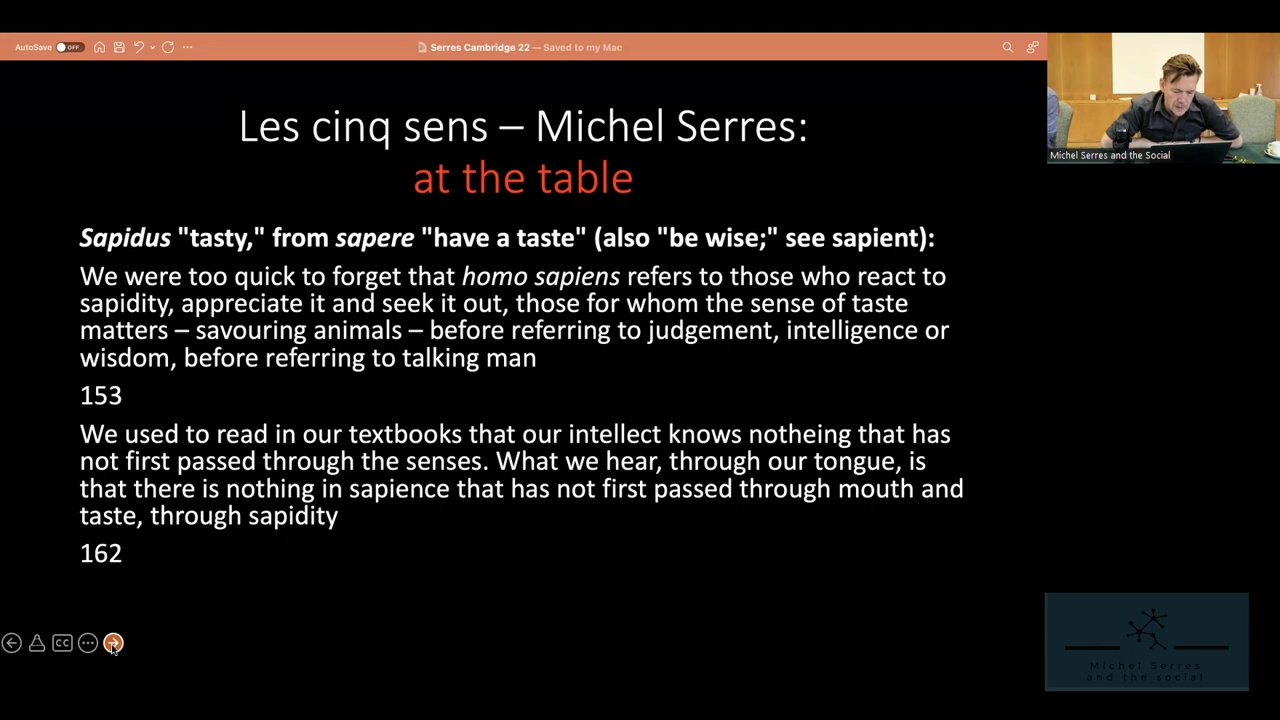 AutoSave OFF
Serres Cambridge 22 — Saved to my Mac
Les cinq sens – Michel Serres:
at the table
Sapidus "tasty," from sapere "have a taste" (also "be wise;" see sapient):
We were too quick to forget that homo sapiens refers to those who react to
sapidity, appreciate it and seek it out, those for whom the sense of taste
matters – savouring animals – before referring to judgement, intelligence or
wisdom, before referring to talking man
153
We used to read in our textbooks that our intellect knows notheing that has
not first passed through the senses. What we hear, through our tongue, is
that there is nothing in sapience that has not first passed through mouth and
taste, through sapidity
162
CC
Michel Serres and the Social
Michel Serres
and the social